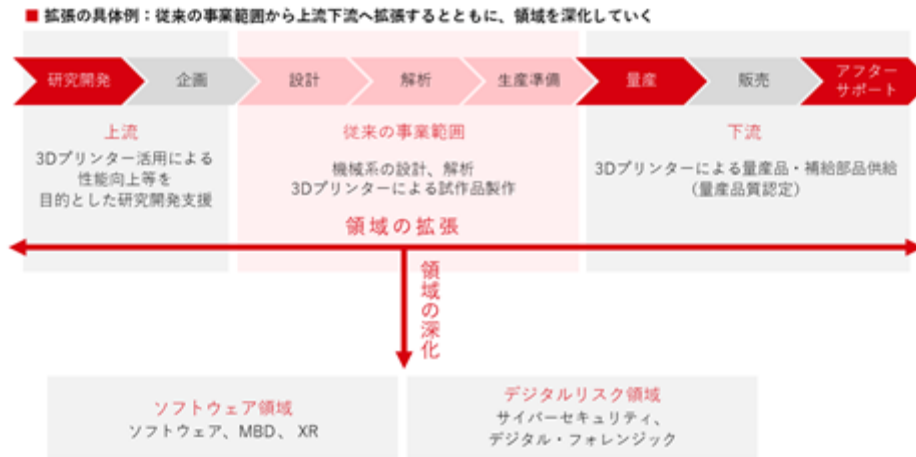 ■ 拡張の具体例：従来の事業範囲から上流下流へ拡張するとともに、領域を深化していく
研究開発
企画
設計
解析
生産準備
量産
販売
アフター
サポート
上流
3Dプリンター活用による
性能向上等を
目的とした研究開発支援
従来の事業範囲
機械系の設計、解析
3Dプリンターによる試作品製作
下流
3Dプリンターによる量産品・補給部品供給
（量産品質認定）
領域の拡張
領域の深化
ソフトウェア領域
ソフトウェア、MBD、 XR
デジタルリスク領域
サイバーセキュリティ、
デジタル・フォレンジック